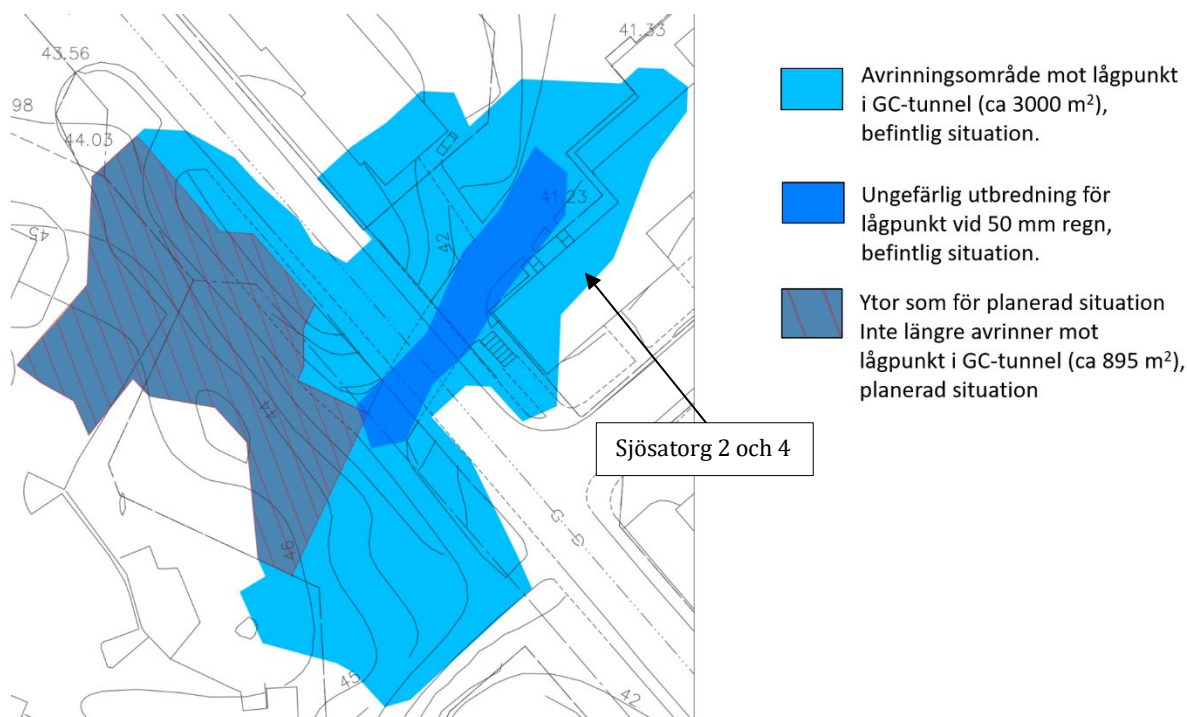 41.33
43.56
98
44.03
45
42
41.23
44
46
45
42
G
G
Sjösatorg 2 och 4
Avrinningsområde mot lågpunkt
i GC-tunnel (ca 3000 m²),
befintlig situation.
Ungefärlig utbredning för
lågpunkt vid 50 mm regn,
befintlig situation.
Ytor som för planerad situation
Inte längre avrinner mot
lågpunkt i GC-tunnel (ca 895 m²),
planerad situation